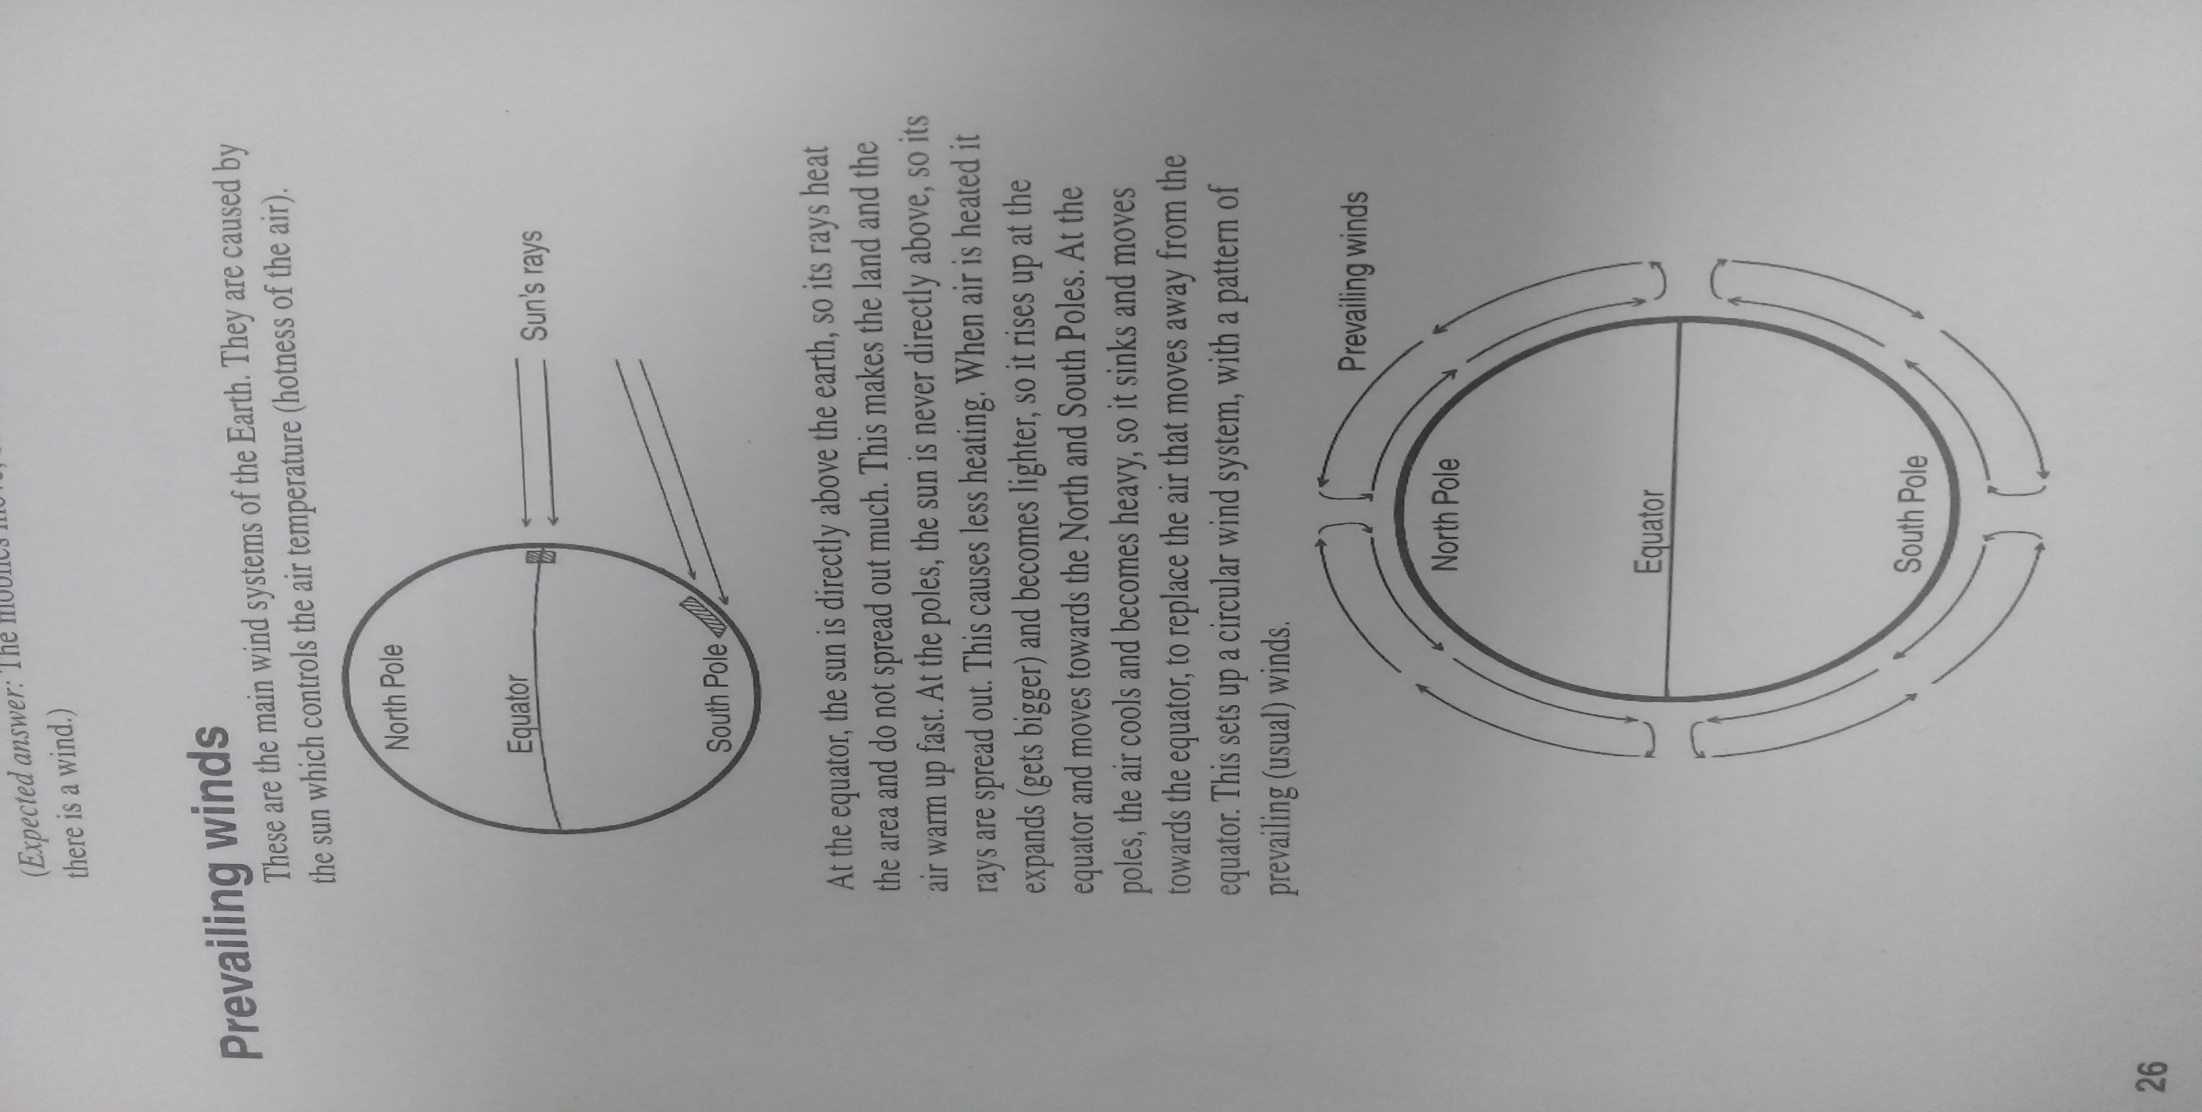 (Expected answer: The mobiles
there is a wind.)
Prevailing winds
These are the main wind systems of the Earth. They are caused by
the sun which controls the air temperature (hotness of the air).
North Pole
Equator
South Pole
Sun's rays
At the equator, the sun is directly above the earth, so its rays heat
the area and do not spread out much. This makes the land and the
air warm up fast. At the poles, the sun is never directly above, so its
rays are spread out. This causes less heating. When air is heated it
expands (gets bigger) and becomes lighter, so it rises up at the
equator and moves towards the North and South Poles. At the
poles, the air cools and becomes heavy, so it sinks and moves
towards the equator, to replace the air that moves away from the
equator. This sets up a circular wind system, with a pattern of
prevailing (usual) winds.
Prevailing winds
North Pole
Equator
South Pole
26